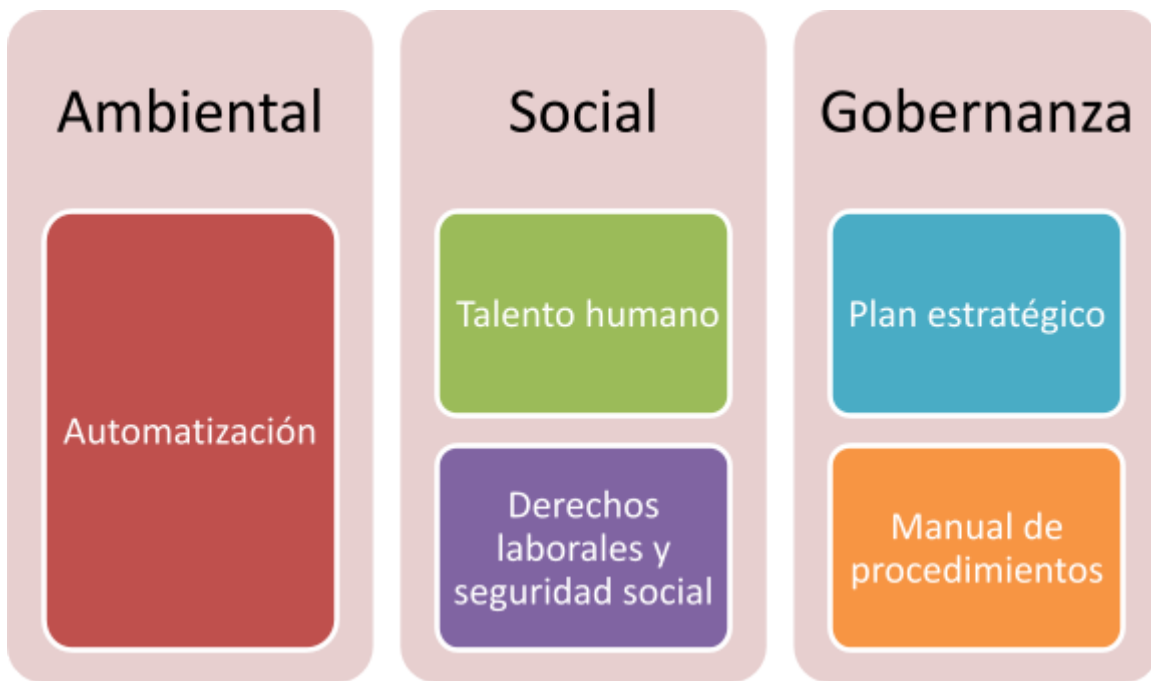 Ambiental
Automatización
Social
Talento humano
Derechos
laborales y
seguridad social
Gobernanza
Plan estratégico
Manual de
procedimientos